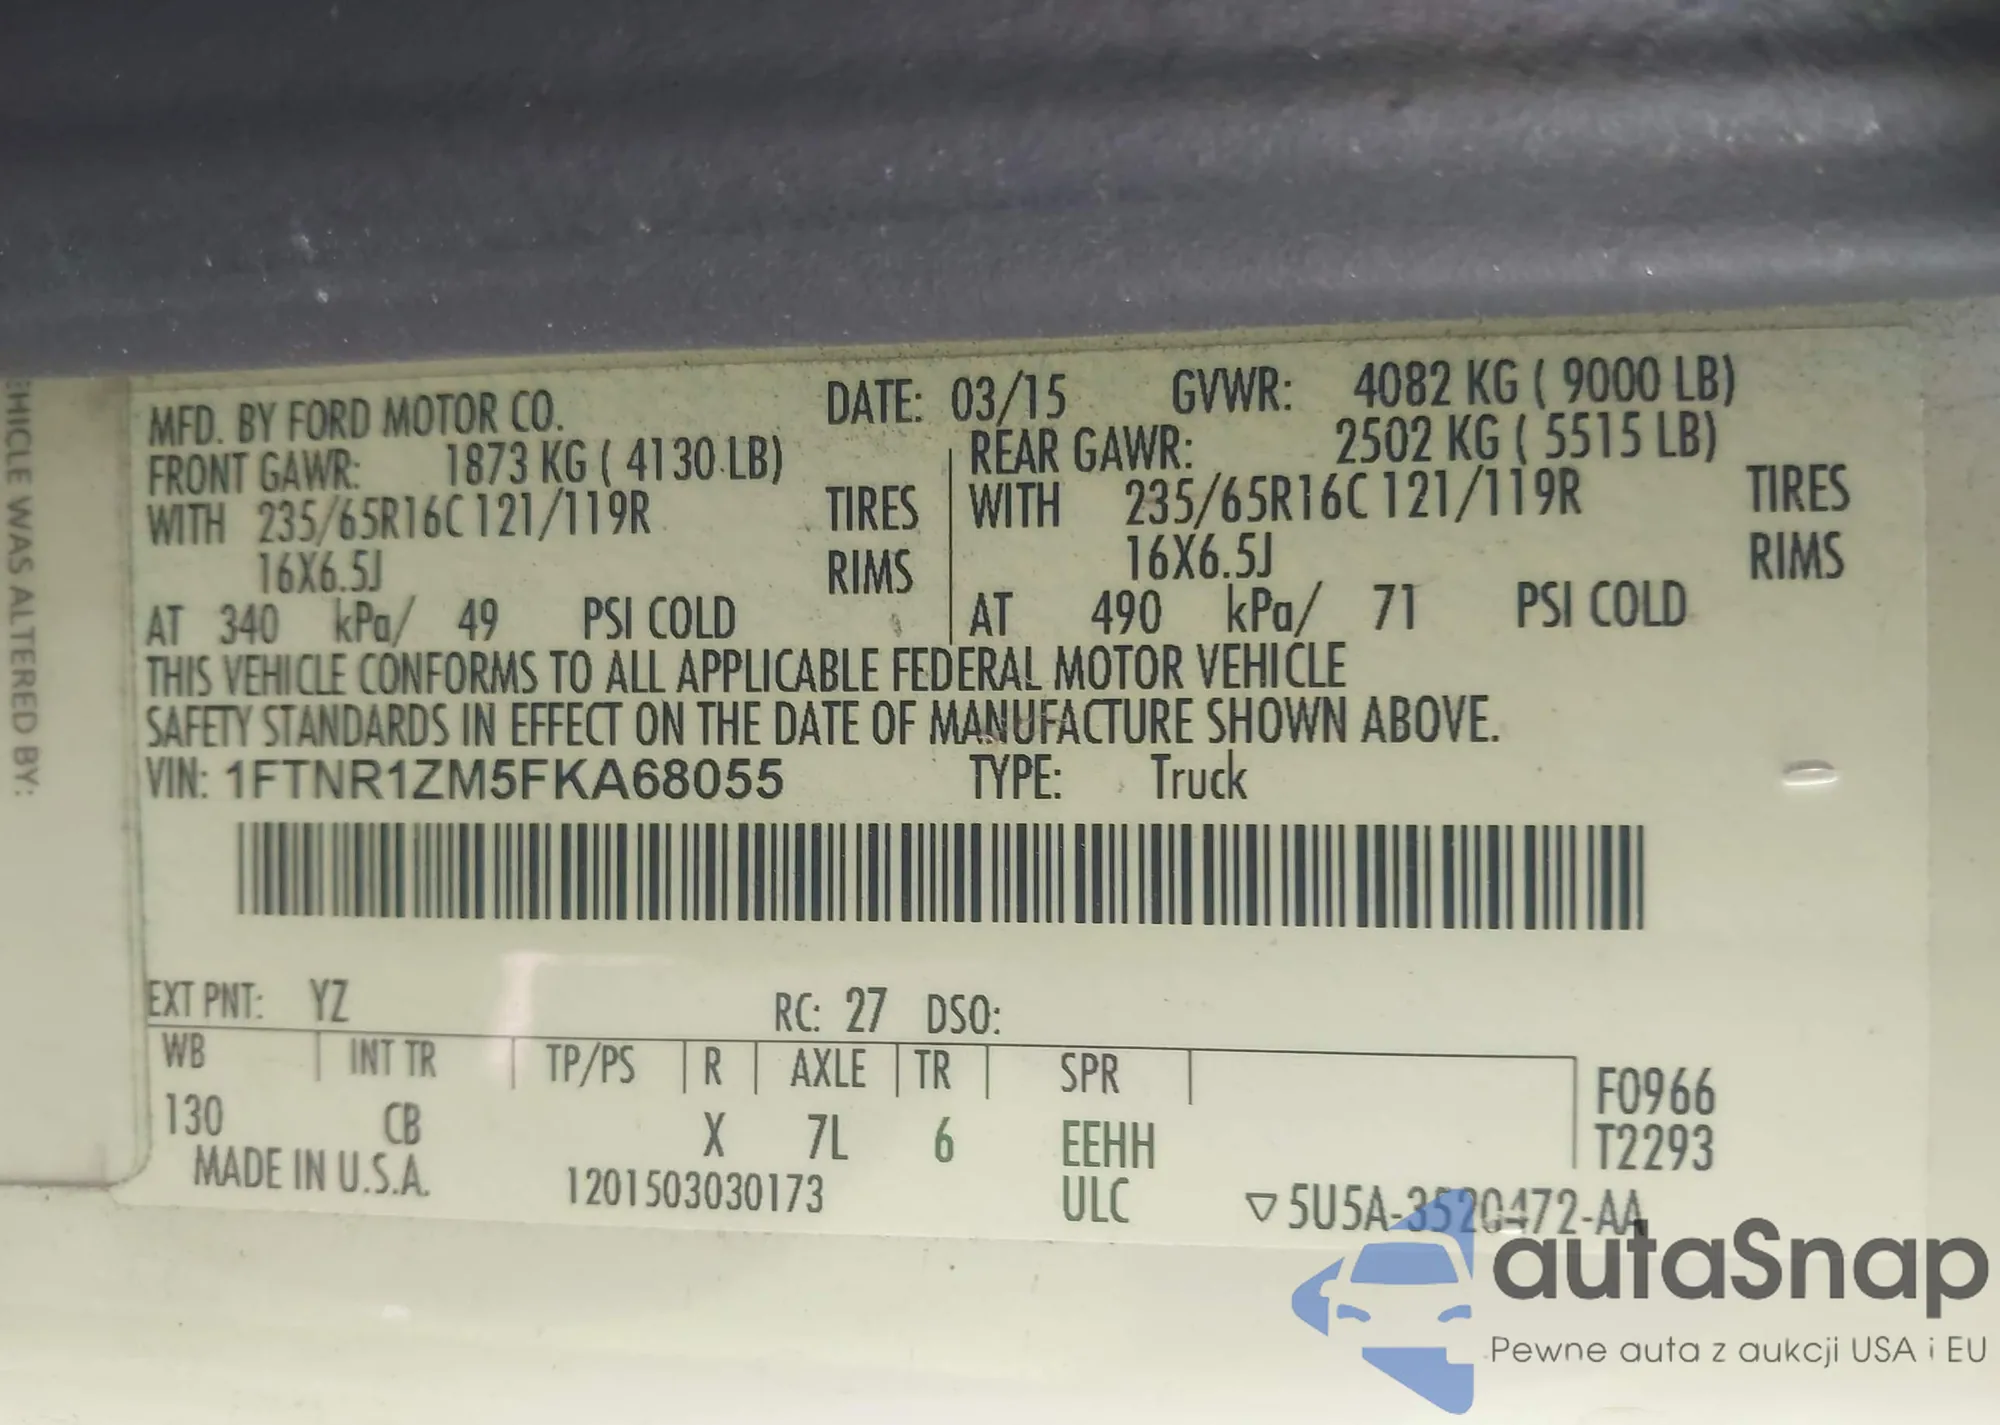 EHICLE WAS ALTERED BY:
MFD. BY FORD MOTOR CO. DATE: 03/15 GVWR: 4082 KG ( 9000 LB)
FRONT GAWR: 1873 KG ( 4130 LB) REAR GAWR: 2502 KG ( 5515 LB)
WITH 235/65R16C 121/119R TIRES WITH 235/65R16C 121/119R TIRES
16X6.5J RIMS 16X6.5J RIMS
AT 340 kPa/ 49 PSI COLD AT 490 kPa/ 71 PSI COLD
THIS VEHICLE CONFORMS TO ALL APPLICABLE FEDERAL MOTOR VEHICLE
SAFETY STANDARDS IN EFFECT ON THE DATE OF MANUFACTURE SHOWN ABOVE.
VIN: 1FTNR1ZM5FKA68055 TYPE: Truck
EXT PNT: YZ RC: 27 DSO:
WB INT TR TP/PS R AXLE TR SPR F0966
130 CB X 7L 6 EEHH T2293
MADE IN U.S.A. 1201503030173 ULC ▽5U5A-3520472-AA
autaSnap
Pewne auta z aukcji USA i EU